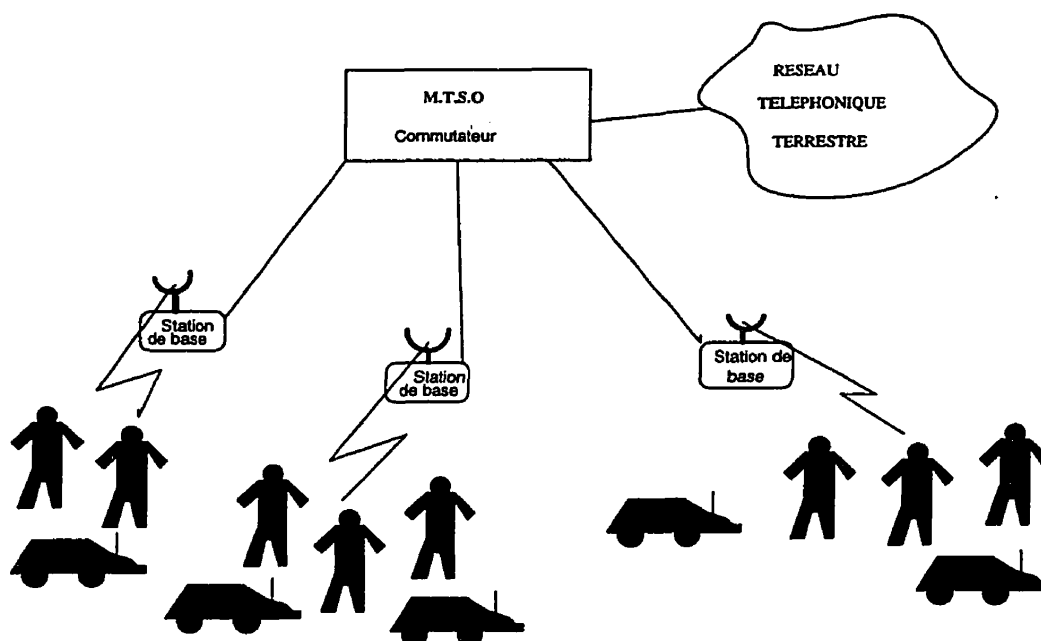 M.T.S.O
Commutateur
RESEAU
TELEPHONIQUE
TERRESTRE
Station
de base
Station
de base
Station de
base